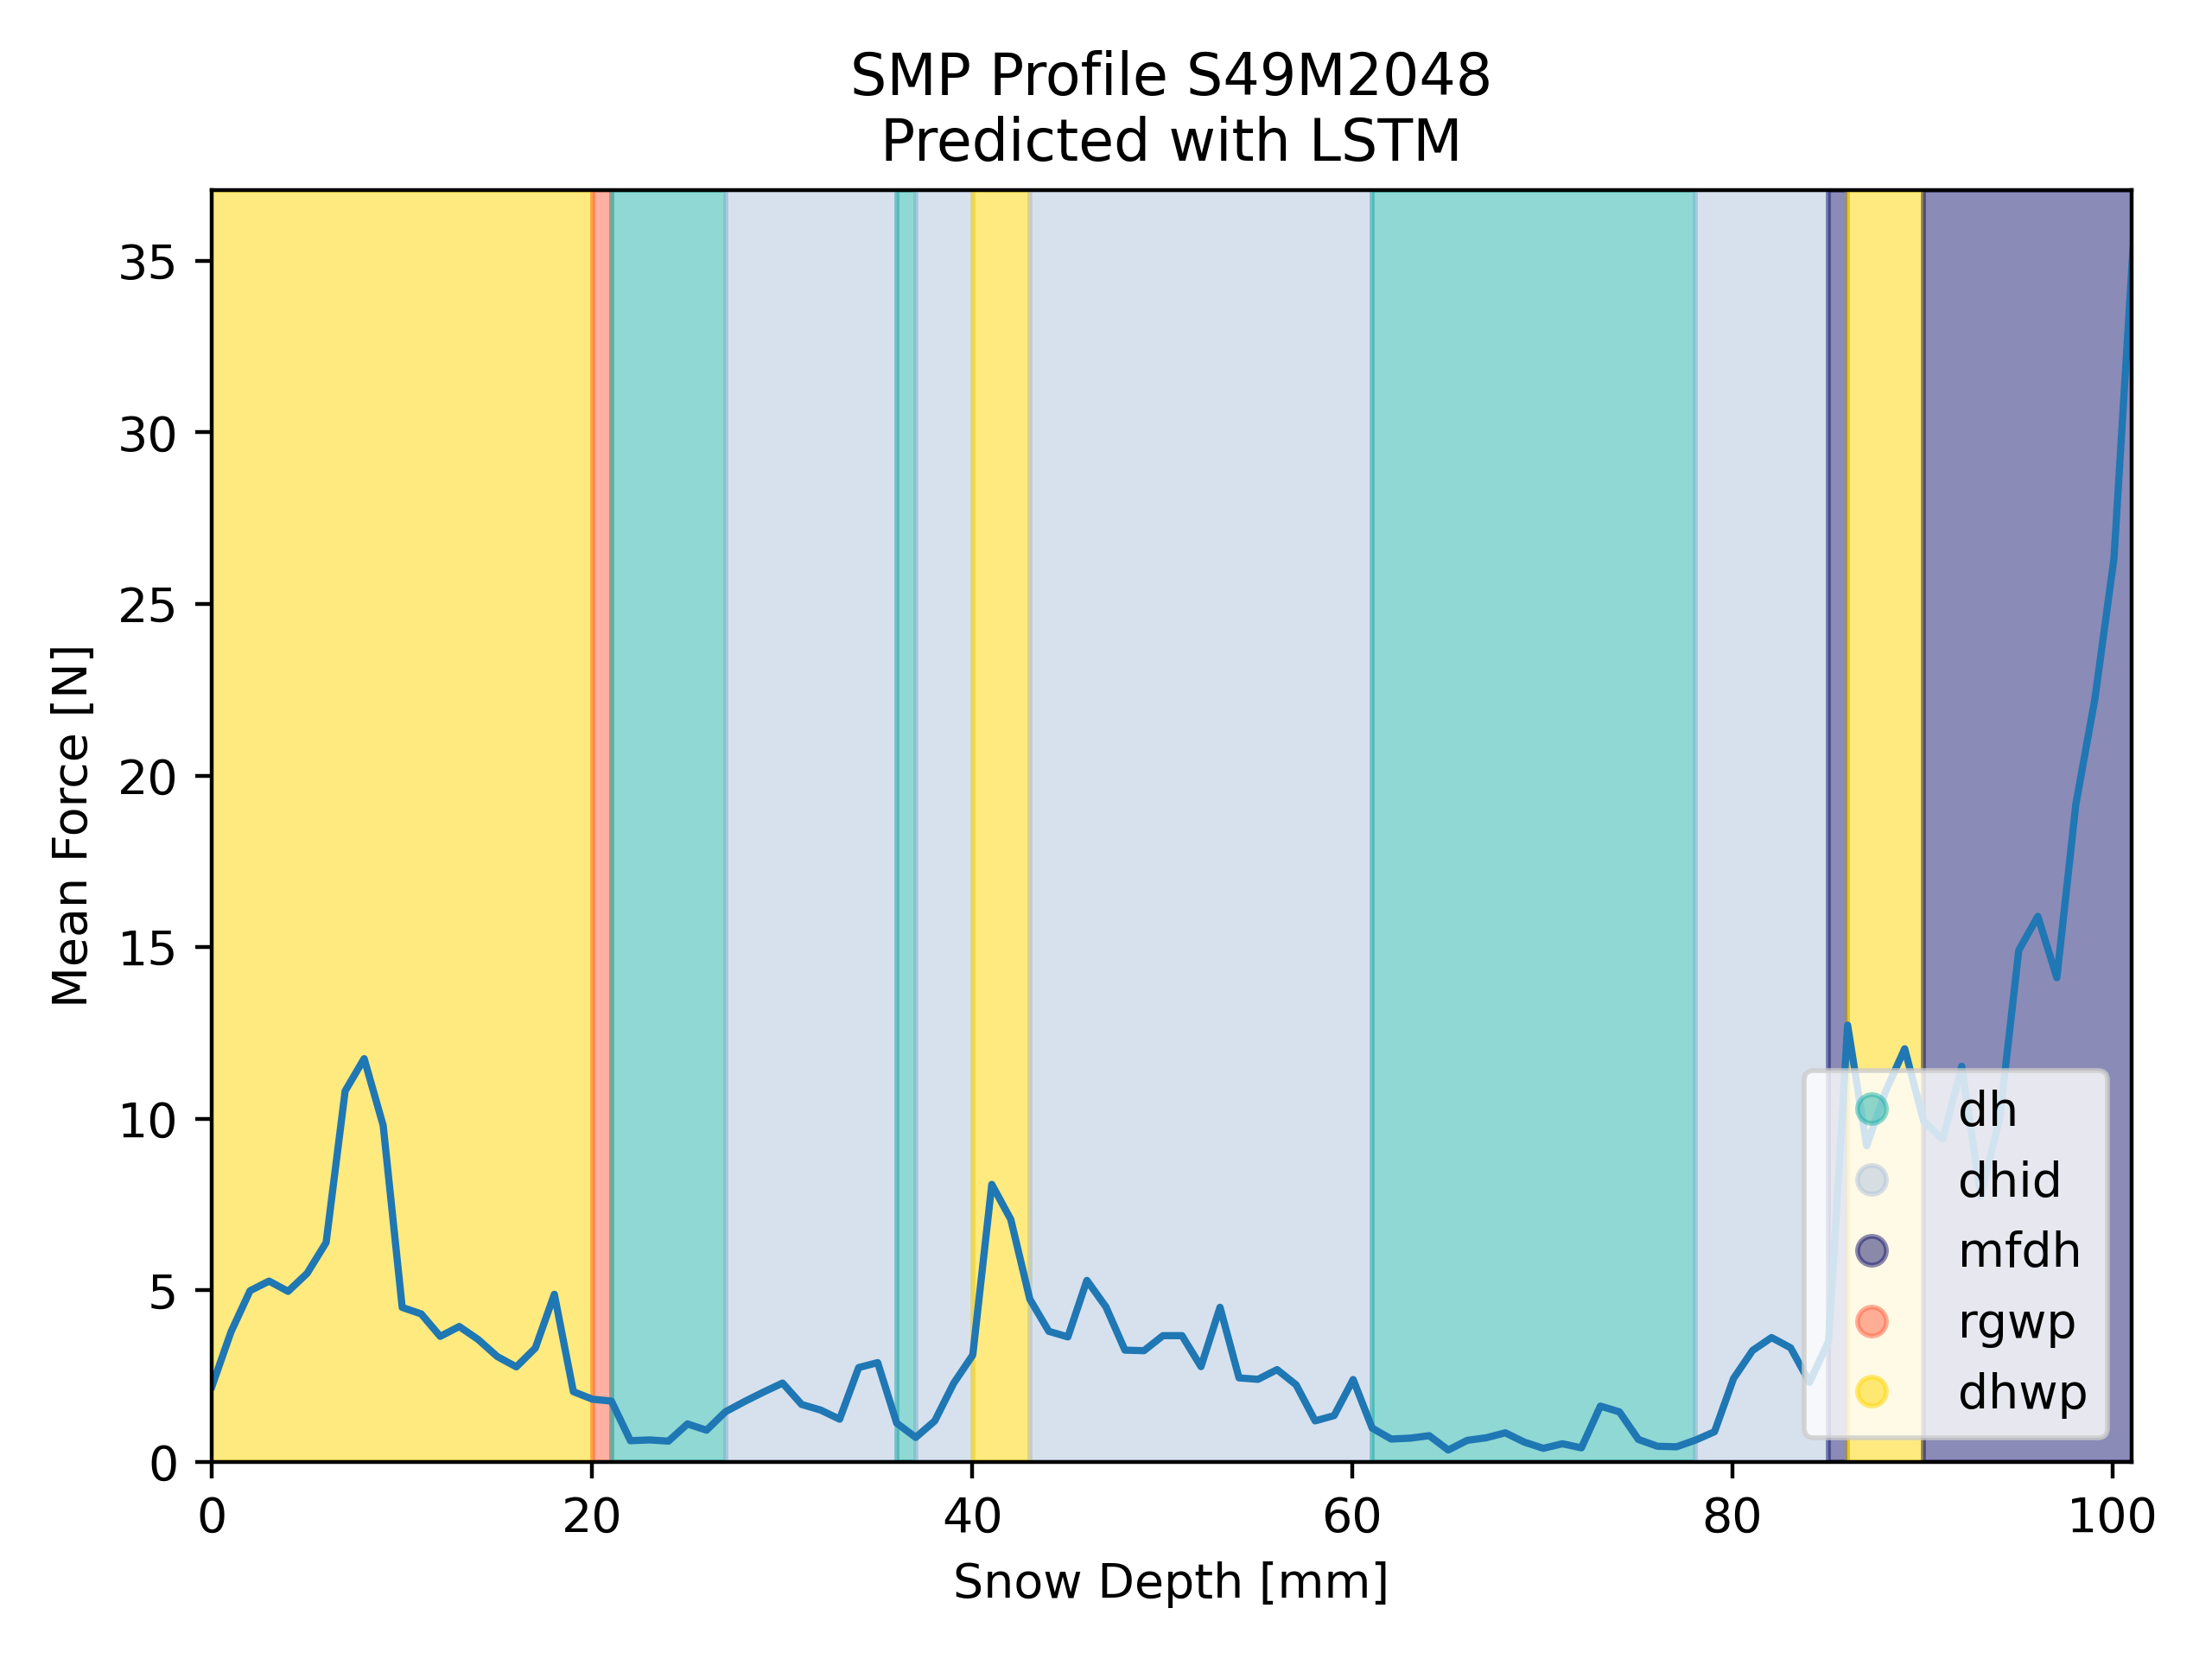 SMP Profile S49M2048
Predicted with LSTM
Mean Force [N]
35
30
25
20
15
10
5
0
dh
dhid
mfdh
rgwp
dhwp
0 20 40 60 80 100
Snow Depth [mm]